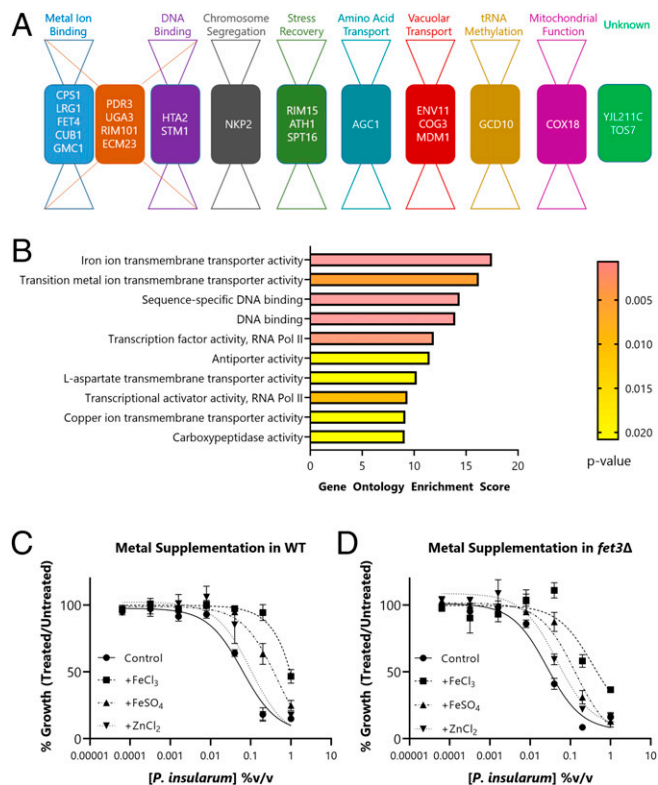 A
Metal Ion
Binding
DNA
Binding
Chromosome
Segregation
Stress
Recovery
Amino Acid
Transport
Vacuolar
Transport
tRNA
Methylation
Mitochondrial
Function
Unknown
CPS1
LRG1
FET4
CUB1
GMC1
PDR3
UGA3
RIM101
ECM23
HTA2
STM1
NKP2
RIM15
ATH1
SPT16
AGC1
ENV11
COG3
MDM1
GCD10
COX18
YJL211C
TOS7
B
Iron ion transmembrane transporter activity
Transition metal ion transmembrane transporter activity
Sequence-specific DNA binding
DNA binding
Transcription factor activity, RNA Pol II
Antiporter activity
L-aspartate transmembrane transporter activity
Transcriptional activator activity, RNA Pol II
Copper ion transmembrane transporter activity
Carboxypeptidase activity
0 5 10 15 20
Gene Ontology Enrichment Score
0.005
0.010
0.015
0.020
p-value
C
Metal Supplementation in WT
% Growth (Treated/Untreated)
100
50
0
Control
+FeCl₃
+FeSO₄
+ZnCl₂
0.00001 0.0001 0.001 0.01 0.1 1 10
[P. insularum] %v/v
D
Metal Supplementation in fet3Δ
% Growth (Treated/Untreated)
100
50
0
Control
+FeCl₃
+FeSO₄
+ZnCl₂
0.00001 0.0001 0.001 0.01 0.1 1 10
[P. insularum] %v/v